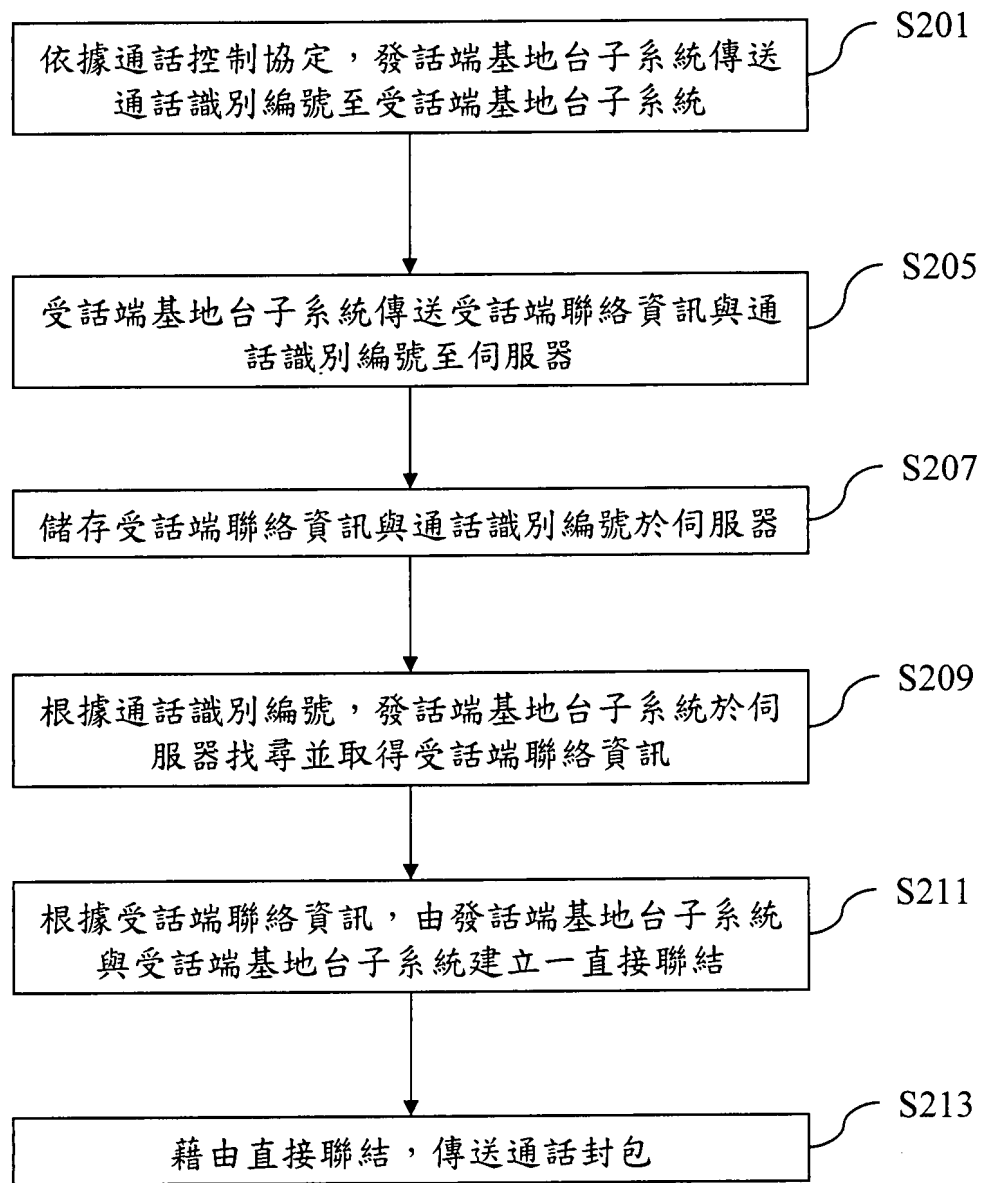 S201
依據通話控制協定，發話端基地台子系統傳送
通話識別編號至受話端基地台子系統
S205
受話端基地台子系統傳送受話端聯絡資訊與通
話識別編號至伺服器
S207
儲存受話端聯絡資訊與通話識別編號於伺服器
S209
根據通話識別編號，發話端基地台子系統於伺
服器找尋並取得受話端聯絡資訊
S211
根據受話端聯絡資訊，由發話端基地台子系統
與受話端基地台子系統建立一直接聯結
S213
藉由直接聯結，傳送通話封包